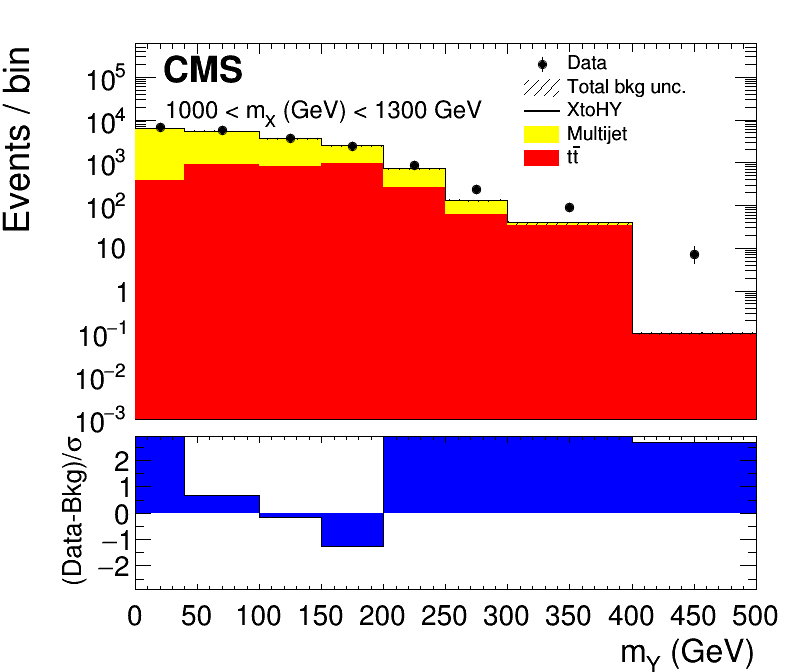 CMS
1000 < mX (GeV) < 1300 GeV
Data
Total bkg unc.
XtoHY
Multijet
tt̄
Events / bin
10^5
10^4
10^3
10^2
10
1
10^−1
10^−2
10^−3
(Data-Bkg)/σ
2
1
0
−1
−2
0 50 100 150 200 250 300 350 400 450 500
mY (GeV)